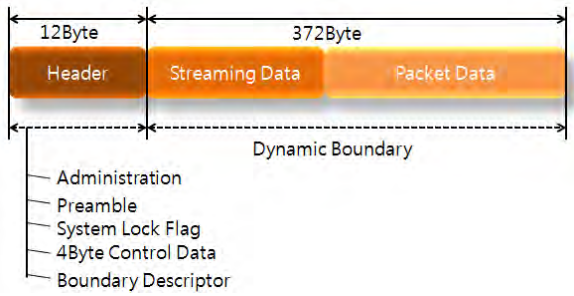 12Byte 372Byte
Header Streaming Data Packet Data
Dynamic Boundary
Administration
Preamble
System Lock Flag
4Byte Control Data
Boundary Descriptor